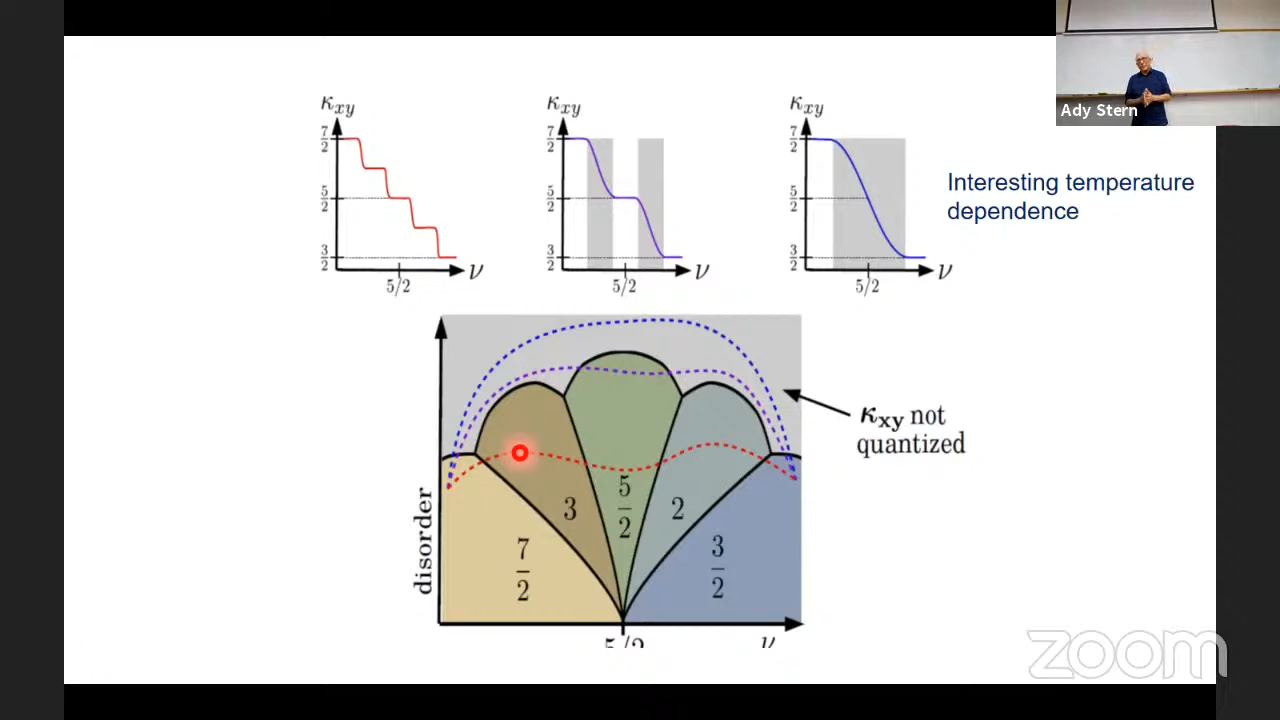 Ady Stern
κxy
7/2
5/2
3/2
5/2
ν
κxy
7/2
5/2
3/2
5/2
ν
κxy
7/2
5/2
3/2
5/2
ν
Interesting temperature
dependence
κxy not
quantized
disorder
7/2
3
5/2
2
3/2
5/2
ν
zoom